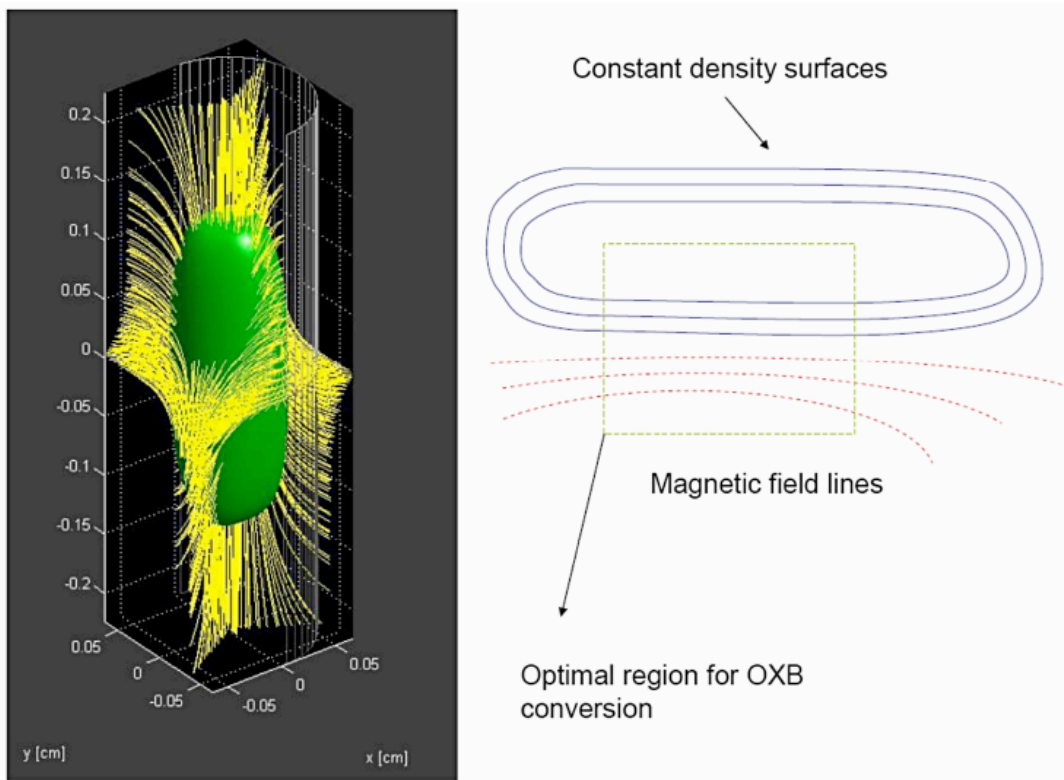 0.2
0.15
0.1
0.05
0
-0.05
-0.1
-0.15
-0.2
0.05
0
-0.05
-0.05
0
0.05
y [cm]
x [cm]
Constant density surfaces
Magnetic field lines
Optimal region for OXB
conversion